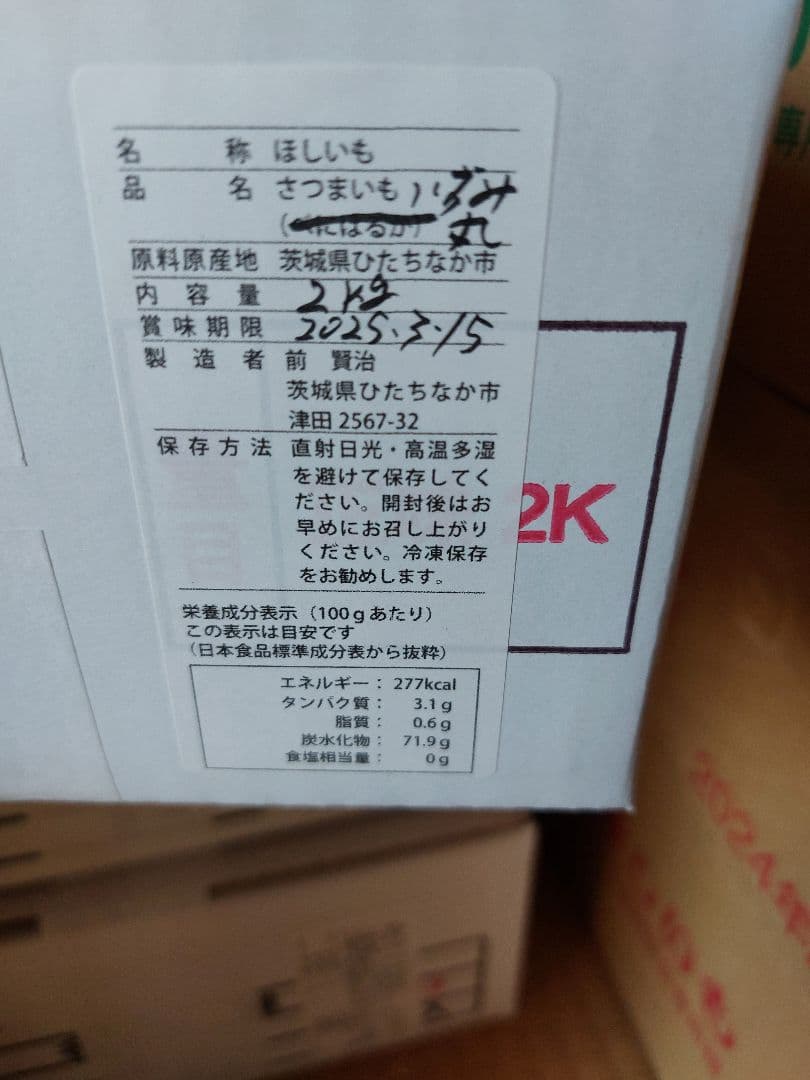 名 称 ほしいも
品 名 さつまいも いずみ
(べにはるか) 丸
原料原産地 茨城県ひたちなか市
内容量 2kg
賞味期限 2025.3.15
製造者 前 賢治
茨城県ひたちなか市
津田 2567-32
保存方法 直射日光・高温多湿
を避けて保存してく
ださい。開封後はお
早めにお召し上がり
ください。冷凍保存
をお勧めします。
2K
栄養成分表示(100gあたり)
この表示は目安です
(日本食品標準成分表から抜粋)
エネルギー: 277kcal
タンパク質: 3.1g
脂質: 0.6g
炭水化物: 71.9g
食塩相当量: 0g
2024年